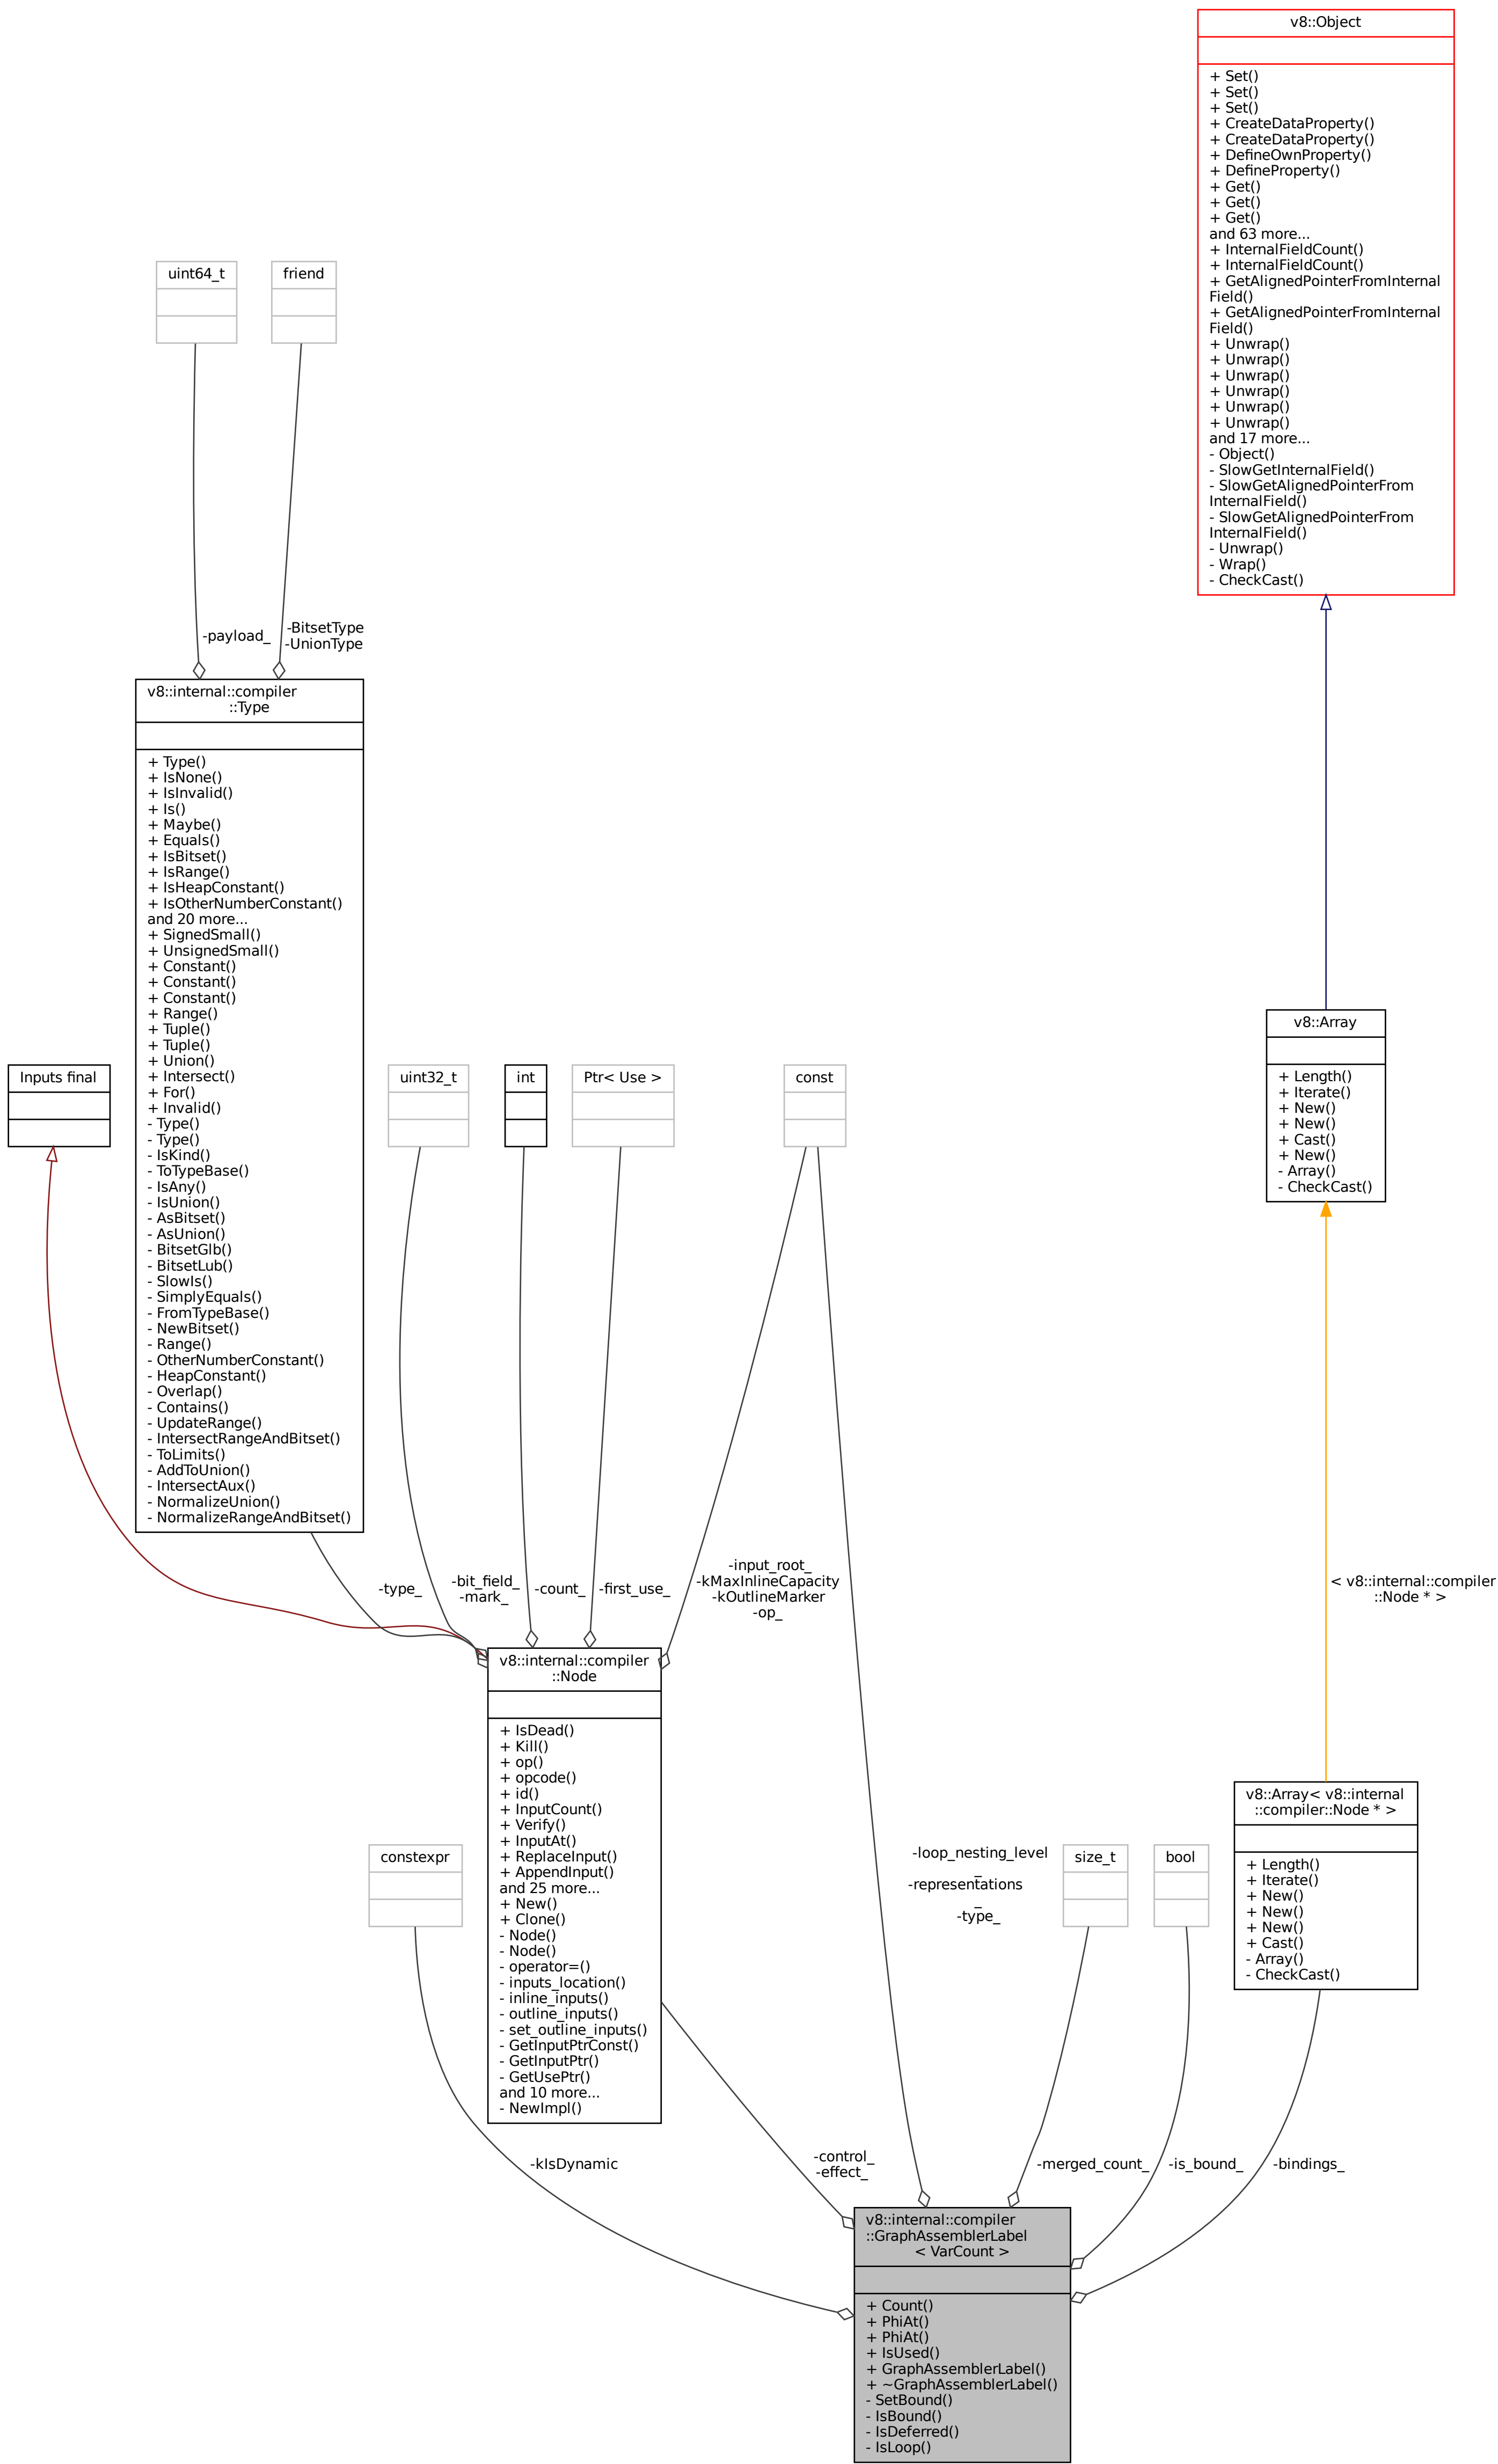 v8::Object
+ Set()
+ Set()
+ Set()
+ CreateDataProperty()
+ CreateDataProperty()
+ DefineOwnProperty()
+ DefineProperty()
+ Get()
+ Get()
+ Get()
and 63 more...
+ InternalFieldCount()
+ InternalFieldCount()
+ GetAlignedPointerFromInternal
Field()
+ GetAlignedPointerFromInternal
Field()
+ Unwrap()
+ Unwrap()
+ Unwrap()
+ Unwrap()
+ Unwrap()
+ Unwrap()
and 17 more...
- Object()
- SlowGetInternalField()
- SlowGetAlignedPointerFrom
InternalField()
- SlowGetAlignedPointerFrom
InternalField()
- Unwrap()
- Wrap()
- CheckCast()
uint64_t
friend
-payload_
-BitsetType
-UnionType
v8::internal::compiler
::Type
+ Type()
+ IsNone()
+ IsInvalid()
+ Is()
+ Maybe()
+ Equals()
+ IsBitset()
+ IsRange()
+ IsHeapConstant()
+ IsOtherNumberConstant()
and 20 more...
+ SignedSmall()
+ UnsignedSmall()
+ Constant()
+ Constant()
+ Constant()
+ Range()
+ Tuple()
+ Tuple()
+ Union()
+ Intersect()
+ For()
+ Invalid()
- Type()
- Type()
- IsKind()
- ToTypeBase()
- IsAny()
- IsUnion()
- AsBitset()
- AsUnion()
- BitsetGlb()
- BitsetLub()
- SlowIs()
- SimplyEquals()
- FromTypeBase()
- NewBitset()
- Range()
- OtherNumberConstant()
- HeapConstant()
- Overlap()
- Contains()
- UpdateRange()
- IntersectRangeAndBitset()
- ToLimits()
- AddToUnion()
- IntersectAux()
- NormalizeUnion()
- NormalizeRangeAndBitset()
Inputs final
uint32_t
int
Ptr< Use >
const
v8::Array
+ Length()
+ Iterate()
+ New()
+ New()
+ Cast()
+ New()
- Array()
- CheckCast()
-type_
-bit_field_
-mark_
-count_
-first_use_
-input_root_
-kMaxInlineCapacity
-kOutlineMarker
-op_
< v8::internal::compiler
::Node * >
v8::internal::compiler
::Node
+ IsDead()
+ Kill()
+ op()
+ opcode()
+ id()
+ InputCount()
+ Verify()
+ InputAt()
+ ReplaceInput()
+ AppendInput()
and 25 more...
+ New()
+ Clone()
- Node()
- Node()
- operator=()
- inputs_location()
- inline_inputs()
- outline_inputs()
- set_outline_inputs()
- GetInputPtrConst()
- GetInputPtr()
- GetUsePtr()
and 10 more...
- NewImpl()
constexpr
-loop_nesting_level
_
-representations
_
-type_
size_t
bool
v8::Array< v8::internal
::compiler::Node * >
+ Length()
+ Iterate()
+ New()
+ New()
+ New()
+ Cast()
- Array()
- CheckCast()
-kIsDynamic
-control_
-effect_
-merged_count_
-is_bound_
-bindings_
v8::internal::compiler
::GraphAssemblerLabel
< VarCount >
+ Count()
+ PhiAt()
+ PhiAt()
+ IsUsed()
+ GraphAssemblerLabel()
+ ~GraphAssemblerLabel()
- SetBound()
- IsBound()
- IsDeferred()
- IsLoop()